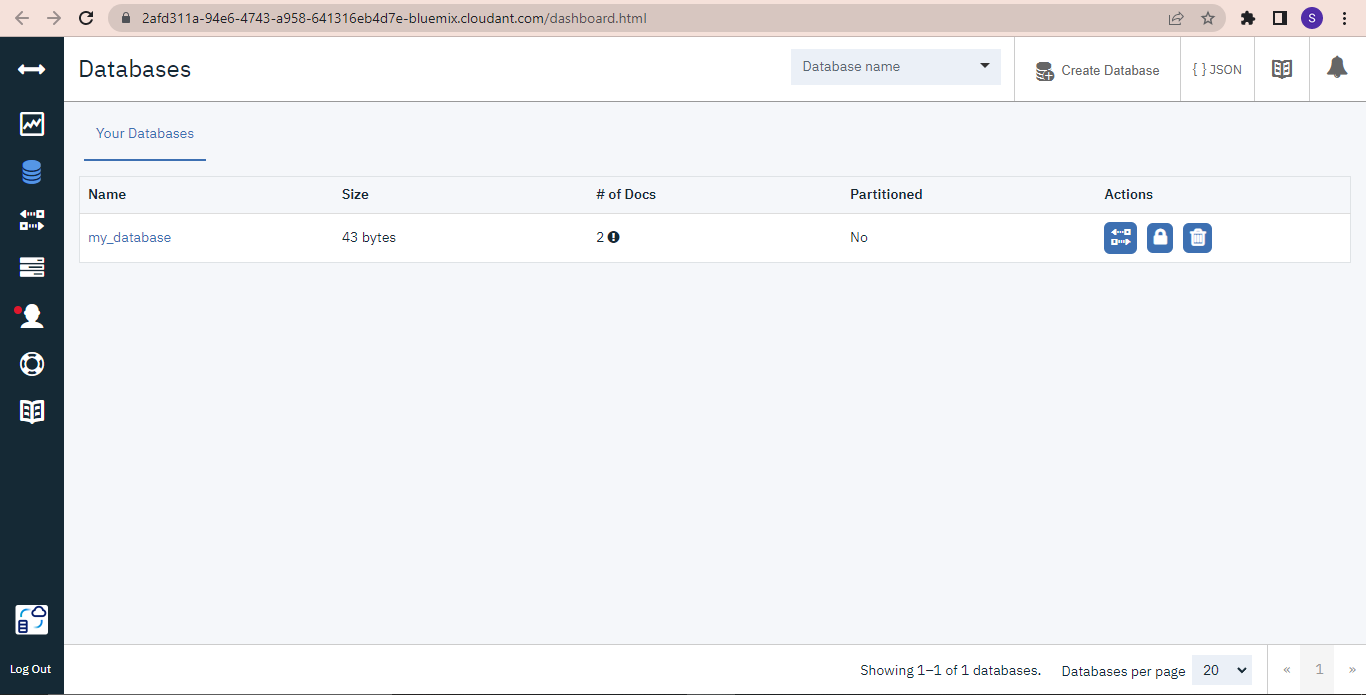 2afd311a-94e6-4743-a958-641316eb4d7e-bluemix.cloudant.com/dashboard.html
S
Databases
Database name
Create Database
{ } JSON
Your Databases
Name Size # of Docs Partitioned Actions
my_database 43 bytes 2 No
Log Out
Showing 1–1 of 1 databases. Databases per page 20 « 1 »